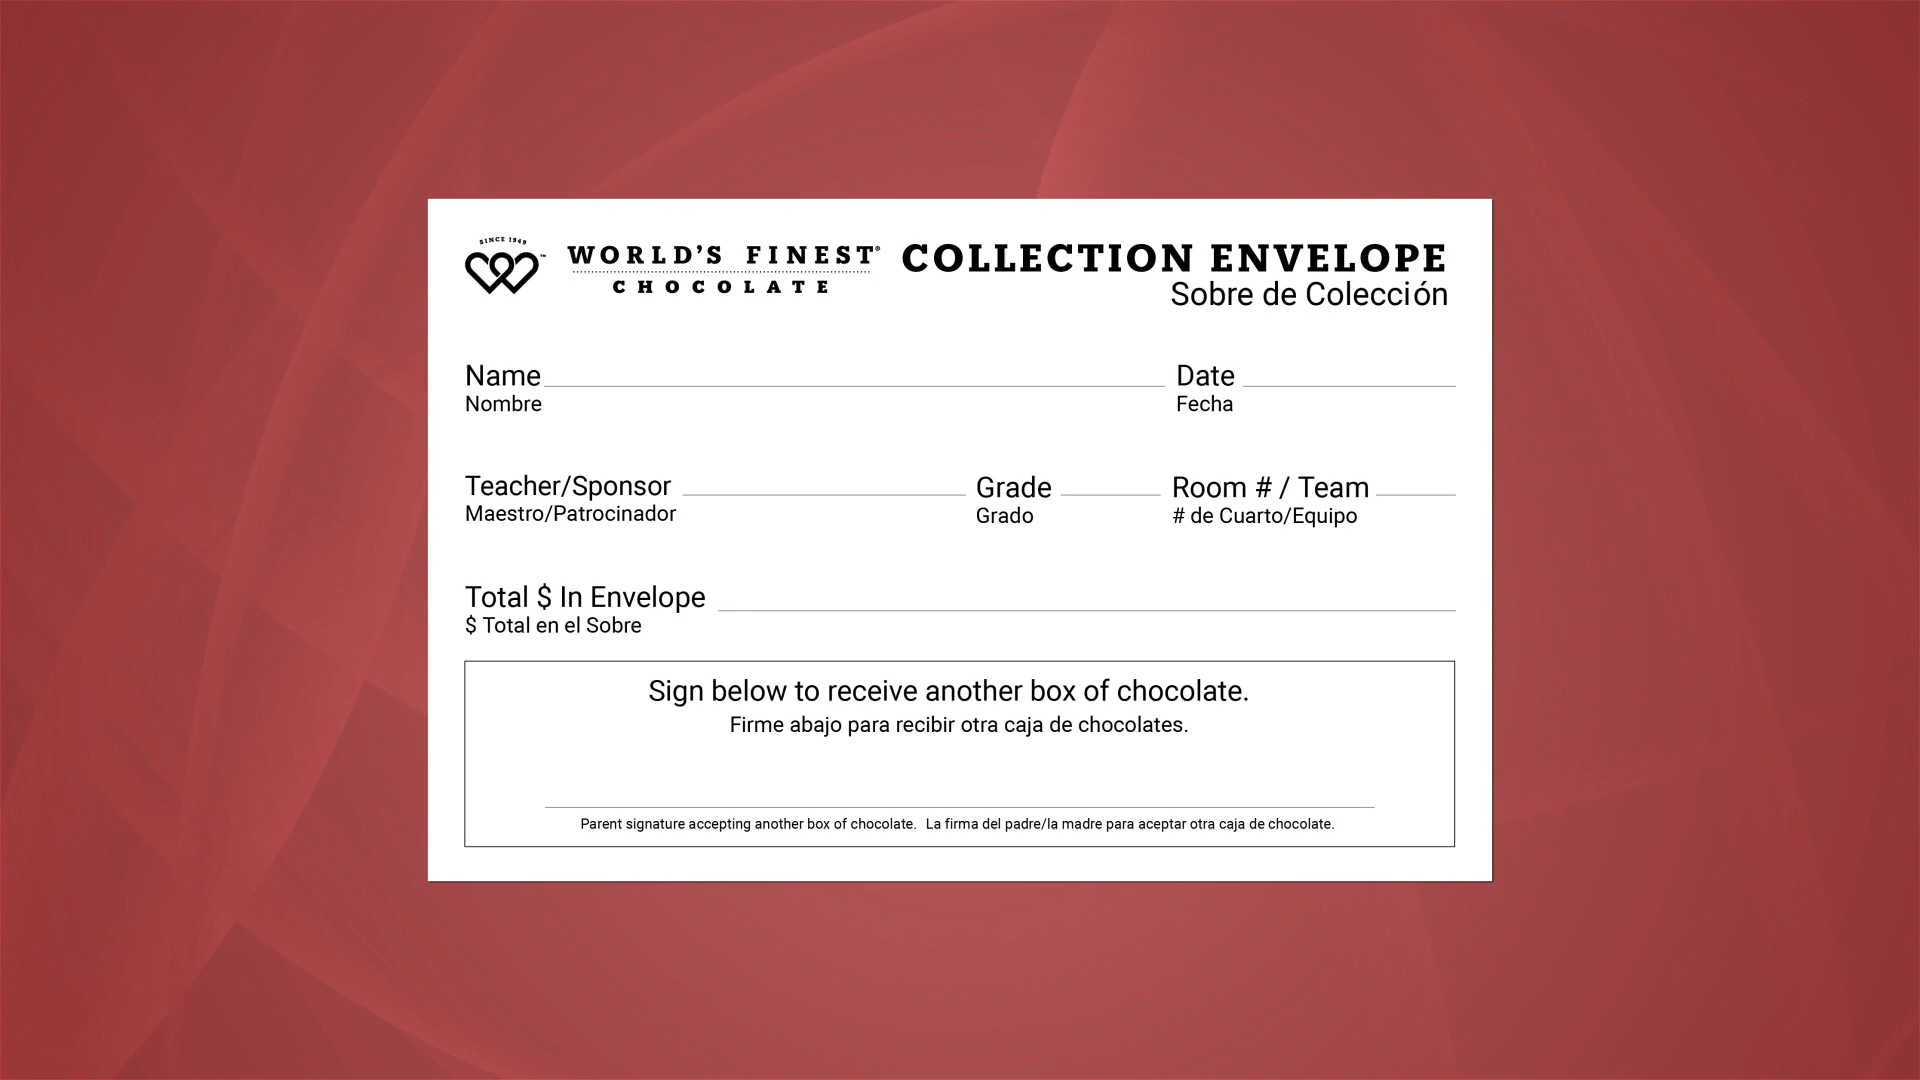 SINCE 1949
WORLD'S FINEST® COLLECTION ENVELOPE
CHOCOLATE
Sobre de Colección
Name Date
Nombre Fecha
Teacher/Sponsor Grade Room # / Team
Maestro/Patrocinador Grado # de Cuarto/Equipo
Total $ In Envelope
$ Total en el Sobre
Sign below to receive another box of chocolate.
Firme abajo para recibir otra caja de chocolates.
Parent signature accepting another box of chocolate. La firma del padre/la madre para aceptar otra caja de chocolate.